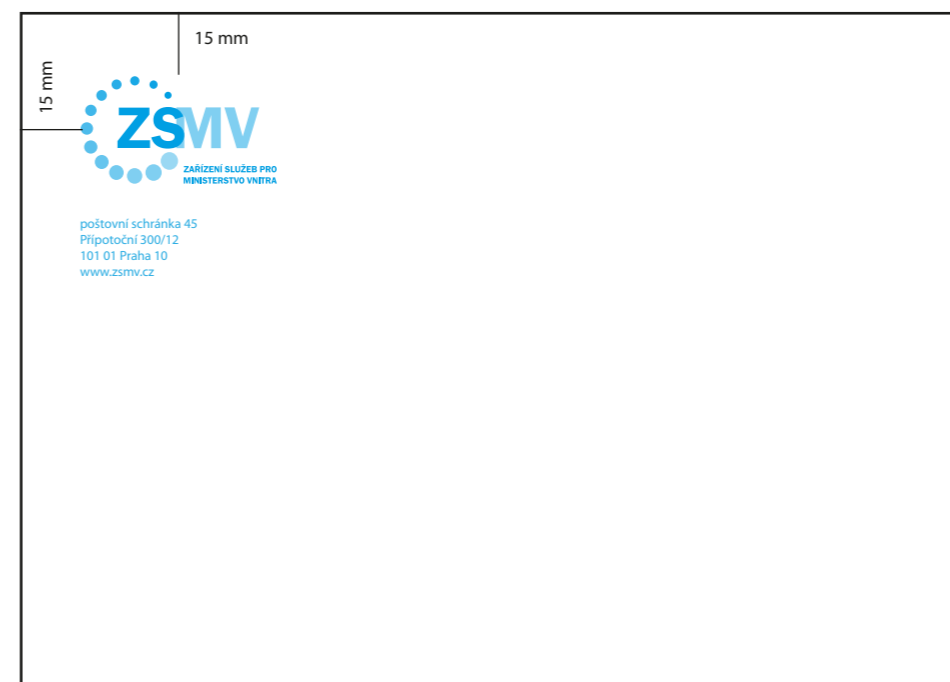 15 mm
15 mm
ZSMV
ZAŘÍZENÍ SLUŽEB PRO
MINISTERSTVO VNITRA
poštovní schránka 45
Přípotoční 300/12
101 01 Praha 10
www.zsmv.cz